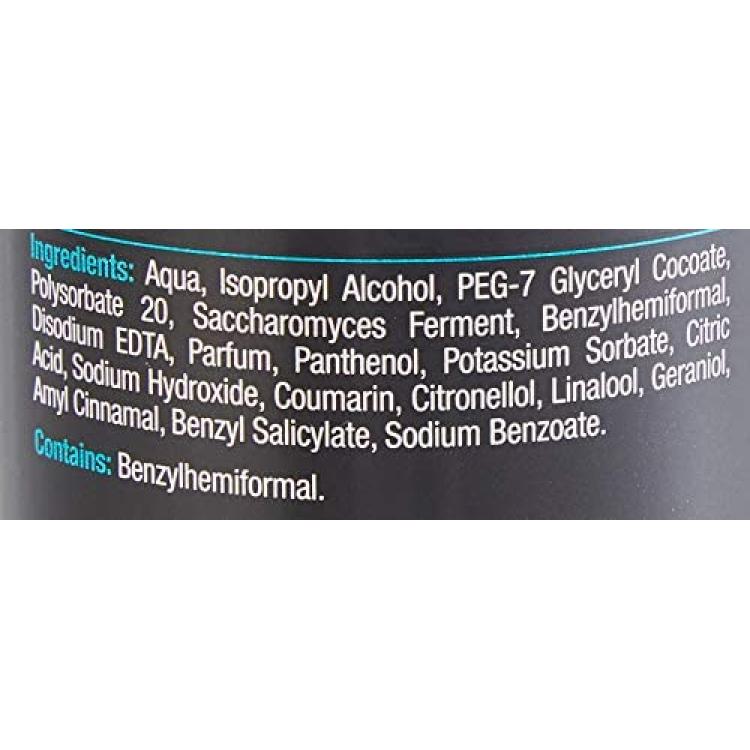 Ingredients: Aqua, Isopropyl Alcohol, PEG-7 Glyceryl Cocoate,
Polysorbate 20, Saccharomyces Ferment, Benzylhemiformal,
Disodium EDTA, Parfum, Panthenol, Potassium Sorbate, Citric
Acid, Sodium Hydroxide, Coumarin, Citronellol, Linalool, Geraniol,
Amyl Cinnamal, Benzyl Salicylate, Sodium Benzoate.
Contains: Benzylhemiformal.